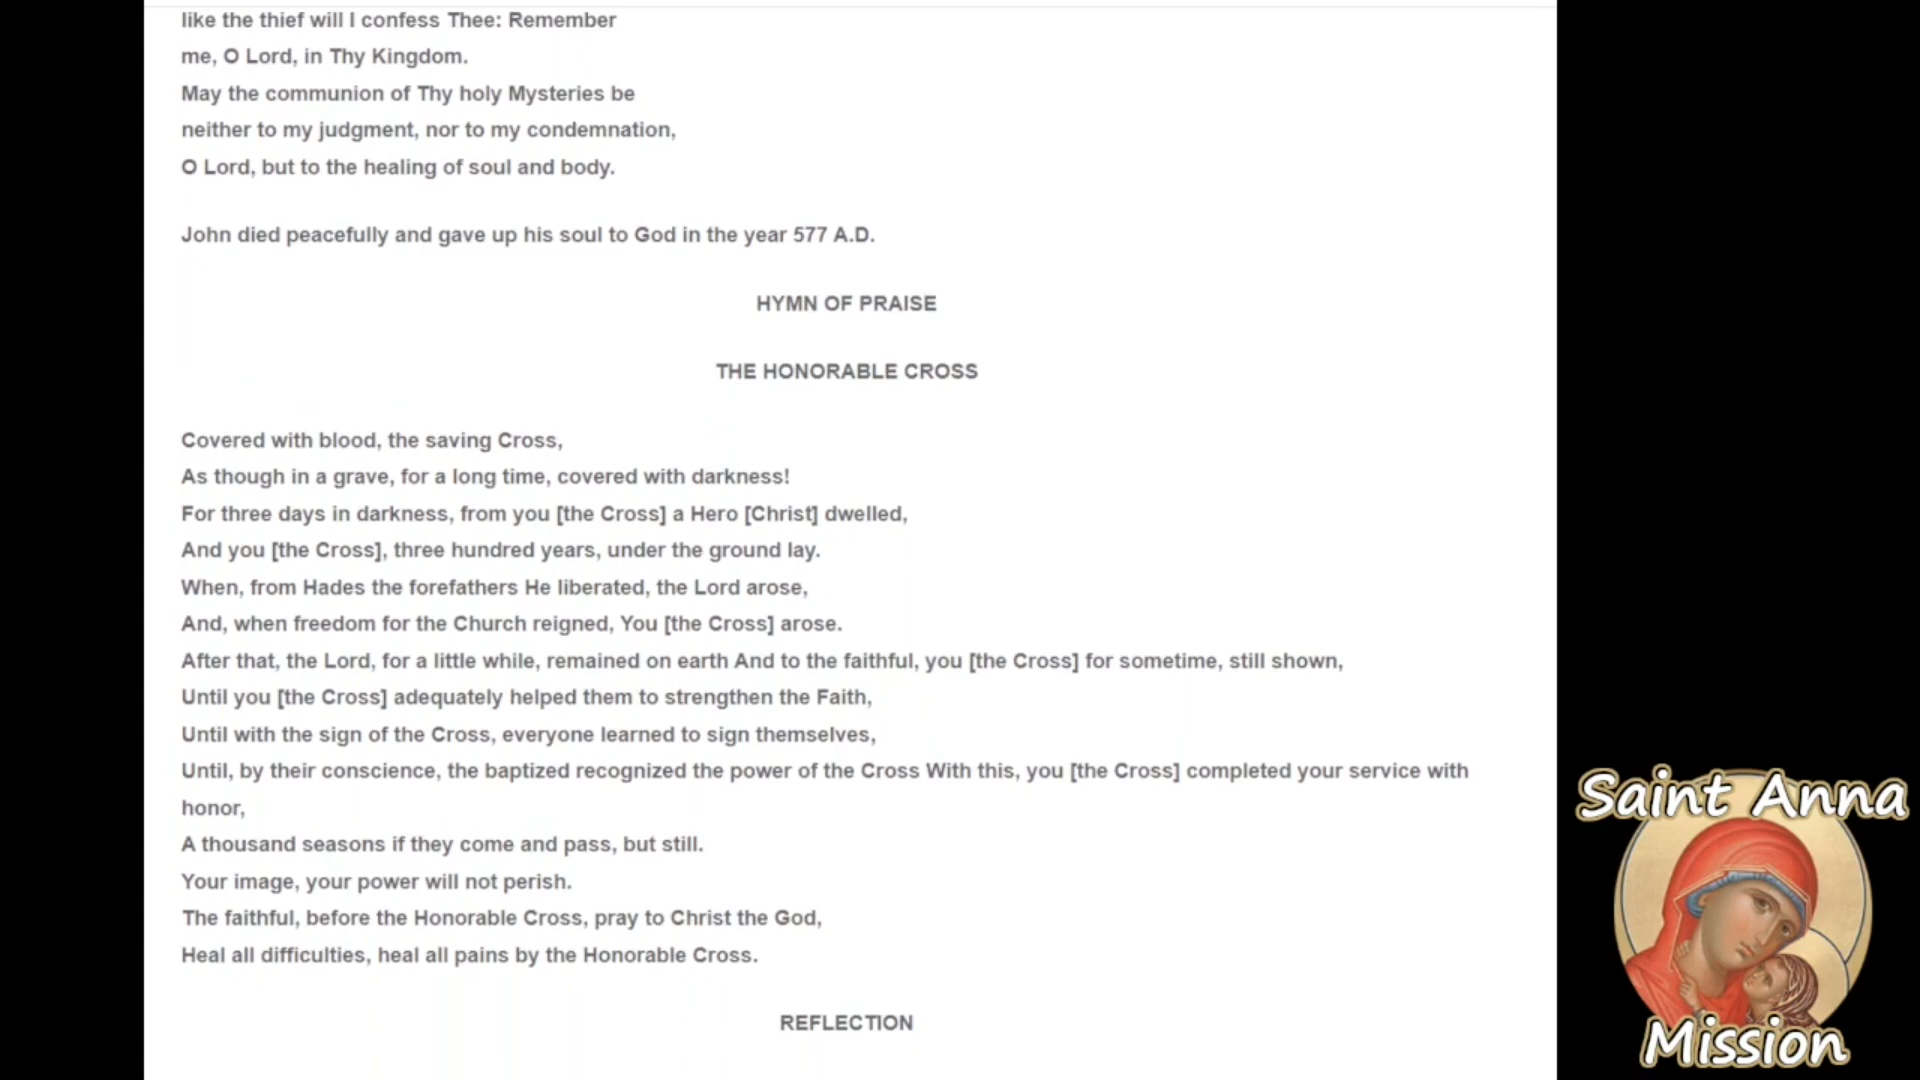 like the thief will I confess Thee: Remember
me, O Lord, in Thy Kingdom.
May the communion of Thy holy Mysteries be
neither to my judgment, nor to my condemnation,
O Lord, but to the healing of soul and body.
John died peacefully and gave up his soul to God in the year 577 A.D.
HYMN OF PRAISE
THE HONORABLE CROSS
Covered with blood, the saving Cross,
As though in a grave, for a long time, covered with darkness!
For three days in darkness, from you [the Cross] a Hero [Christ] dwelled,
And you [the Cross], three hundred years, under the ground lay.
When, from Hades the forefathers He liberated, the Lord arose,
And, when freedom for the Church reigned, You [the Cross] arose.
After that, the Lord, for a little while, remained on earth And to the faithful, you [the Cross] for sometime, still shown,
Until you [the Cross] adequately helped them to strengthen the Faith,
Until with the sign of the Cross, everyone learned to sign themselves,
Until, by their conscience, the baptized recognized the power of the Cross With this, you [the Cross] completed your service with
honor,
A thousand seasons if they come and pass, but still.
Your image, your power will not perish.
The faithful, before the Honorable Cross, pray to Christ the God,
Heal all difficulties, heal all pains by the Honorable Cross.
REFLECTION
Saint Anna
Mission